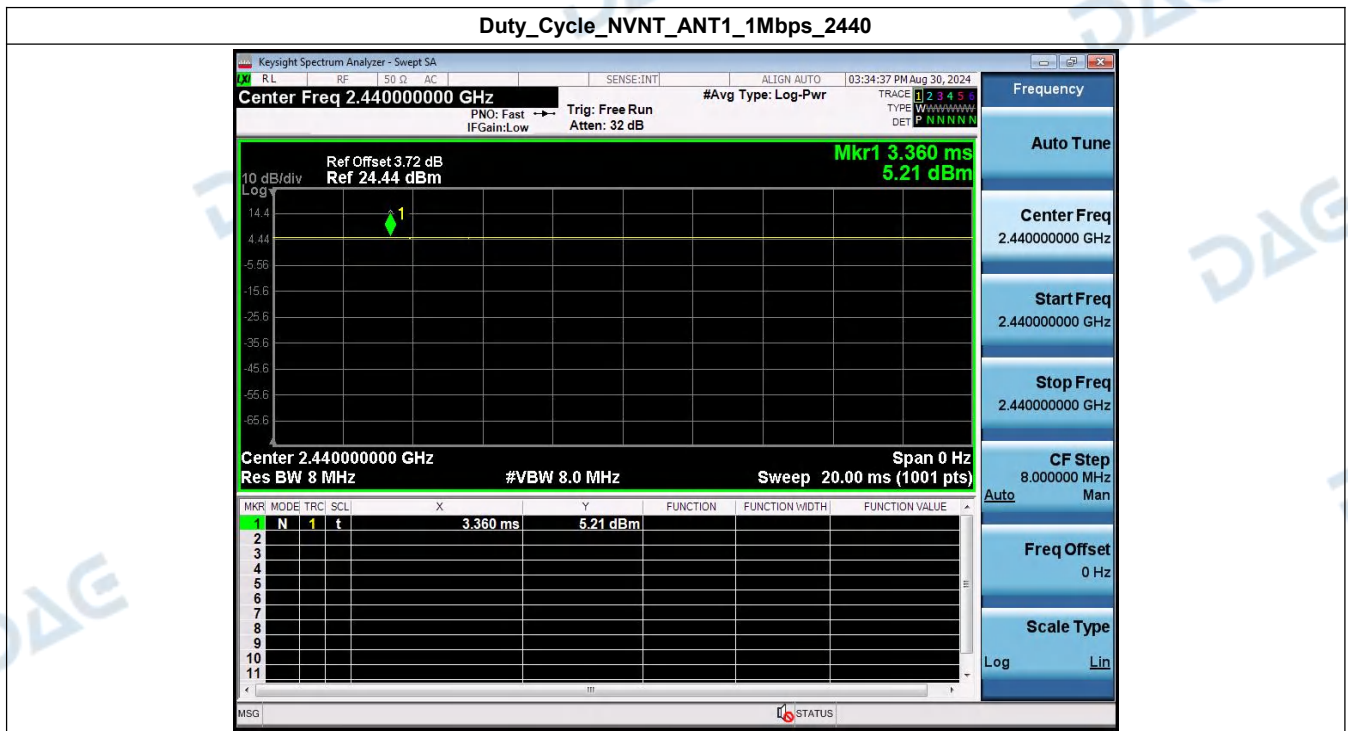 Duty_Cycle_NVNT_ANT1_1Mbps_2440
Keysight Spectrum Analyzer - Swept SA
LXI RL RF 50 Ω AC SENSE:INT ALIGN AUTO 03:34:37 PM Aug 30, 2024
Center Freq 2.440000000 GHz
PNO: Fast
IFGain:Low
Trig: Free Run
Atten: 32 dB
#Avg Type: Log-Pwr
TRACE 1 2 3 4 5 6
TYPE WWWWWWW
DET P N N N N N
Mkr1 3.360 ms
5.21 dBm
Ref Offset 3.72 dB
10 dB/div Ref 24.44 dBm
Log
1
14.4
4.44
-5.56
-15.6
-25.6
-35.6
-45.6
-55.6
-65.6
Center 2.440000000 GHz Span 0 Hz
Res BW 8 MHz #VBW 8.0 MHz Sweep 20.00 ms (1001 pts)
MKR MODE TRC SCL X Y FUNCTION FUNCTION WIDTH FUNCTION VALUE
1 N 1 t 3.360 ms 5.21 dBm
2
3
4
5
6
7
8
9
10
11
MSG STATUS
Frequency
Auto Tune
Center Freq
2.440000000 GHz
Start Freq
2.440000000 GHz
Stop Freq
2.440000000 GHz
CF Step
8.000000 MHz
Auto Man
Freq Offset
0 Hz
Scale Type
Log Lin
DAG
DAG